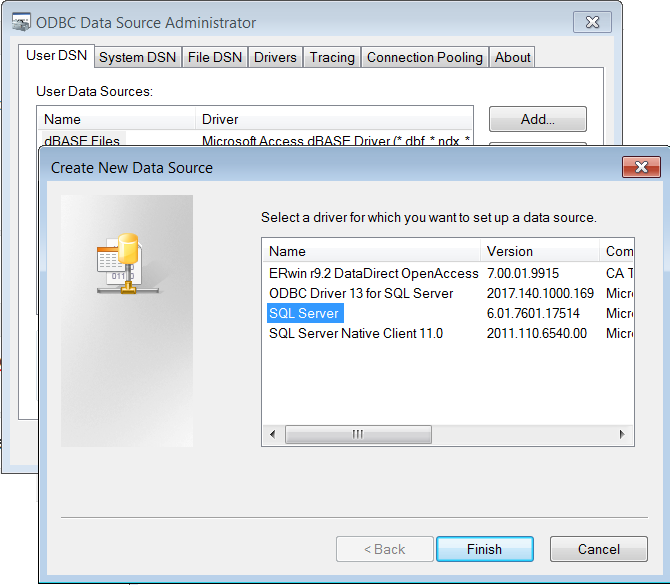 ODBC Data Source Administrator
User DSN System DSN File DSN Drivers Tracing Connection Pooling About
User Data Sources:
Name Driver Add...
dBASE Files Microsoft Access dBASE Driver (*.dbf, *.ndx, *
Create New Data Source
Select a driver for which you want to set up a data source.
Name Version Com
ERwin r9.2 DataDirect OpenAccess 7.00.01.9915 CA T
ODBC Driver 13 for SQL Server 2017.140.1000.169 Micro
SQL Server 6.01.7601.17514 Micro
SQL Server Native Client 11.0 2011.110.6540.00 Micro
< Back Finish Cancel